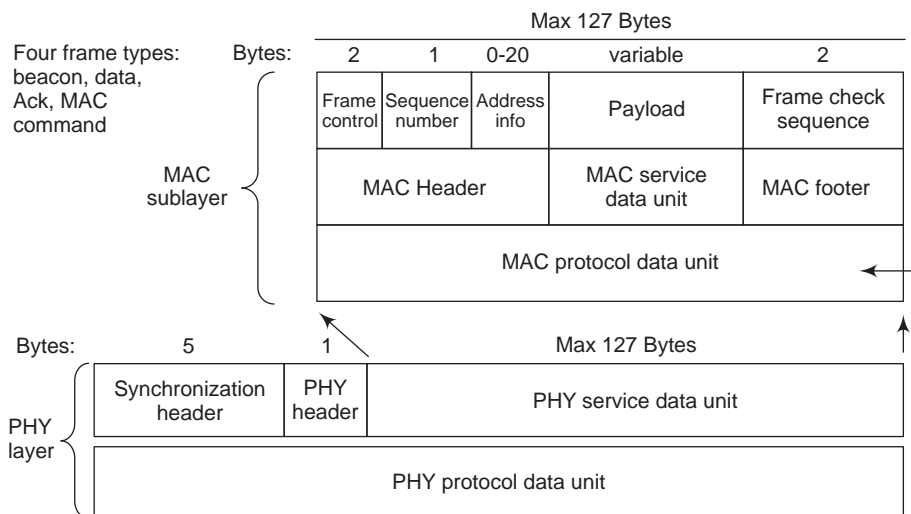 Max 127 Bytes
Four frame types:
beacon, data,
Ack, MAC
command
Bytes: 2 1 0-20 variable 2
Frame
control
Sequence
number
Address
info
Payload
Frame check
sequence
MAC
sublayer
MAC Header
MAC service
data unit
MAC footer
MAC protocol data unit
Bytes: 5 1 Max 127 Bytes
PHY
layer
Synchronization
header
PHY
header
PHY service data unit
PHY protocol data unit